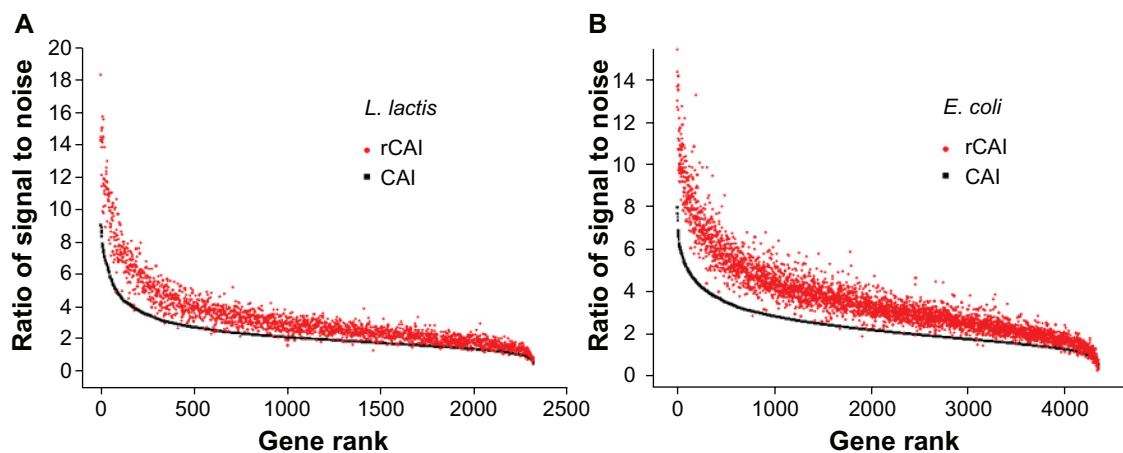 A
Ratio of signal to noise
20
18
16
14
12
10
8
6
4
2
0
L. lactis
rCAI
CAI
0 500 1000 1500 2000 2500
Gene rank
B
Ratio of signal to noise
14
12
10
8
6
4
2
0
E. coli
rCAI
CAI
0 1000 2000 3000 4000
Gene rank